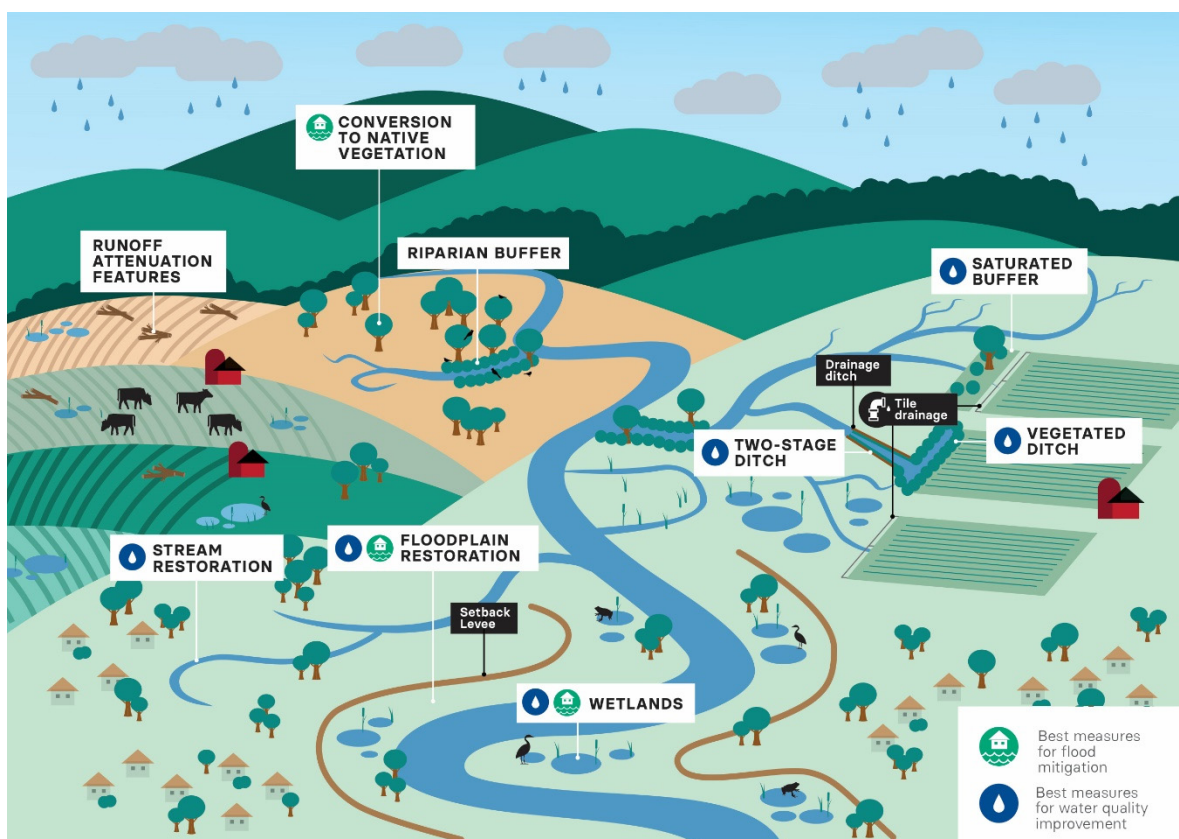 CONVERSION
TO NATIVE
VEGETATION
RUNOFF
ATTENUATION
FEATURES
RIPARIAN BUFFER
SATURATED
BUFFER
Drainage
ditch
Tile
drainage
TWO-STAGE
DITCH
VEGETATED
DITCH
STREAM
RESTORATION
FLOODPLAIN
RESTORATION
Setback
Levee
WETLANDS
Best measures
for flood
mitigation
Best measures
for water quality
improvement